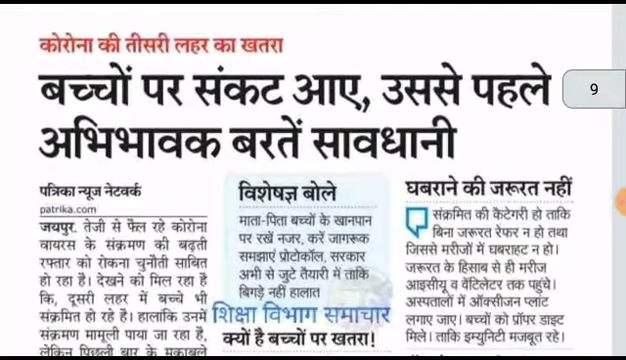 कोरोना की तीसरी लहर का खतरा
बच्चों पर संकट आए, उससे पहले
अभिभावक बरतें सावधानी
9
पत्रिका न्यूज नेटवर्क
patrika.com
जयपुर. तेजी से फैल रहे कोरोना
वायरस के संक्रमण की बढ़ती
रफ्तार को रोकना चुनौती साबित
हो रहा है। देखने को मिल रहा है
कि, दूसरी लहर में बच्चे भी
संक्रमित हो रहे हैं। हालाकि उनमें
संक्रमण मामूली पाया जा रहा है,
लेकिन पिछली बार के मुकाबले
विशेषज्ञ बोले
माता-पिता बच्चों के खानपान
पर रखें नजर, करें जागरूक
समझाएं प्रोटोकॉल, सरकार
अभी से जुटे तैयारी में ताकि
बिगड़े नहीं हालात
शिक्षा विभाग समाचार
क्यों है बच्चों पर खतरा!
घबराने की जरूरत नहीं
संक्रमित की कैटेगरी हो ताकि
बिना जरूरत रेफर न हो तथा
जिससे मरीजों में घबराहट न हो।
जरूरत के हिसाब से ही मरीज
आइसीयू व वेंटिलेटर तक पहुंचे।
अस्पतालों में ऑक्सीजन प्लांट
लगाए जाए। बच्चों को प्रॉपर डाइट
मिले। ताकि इम्युनिटी मजबूत रहे।